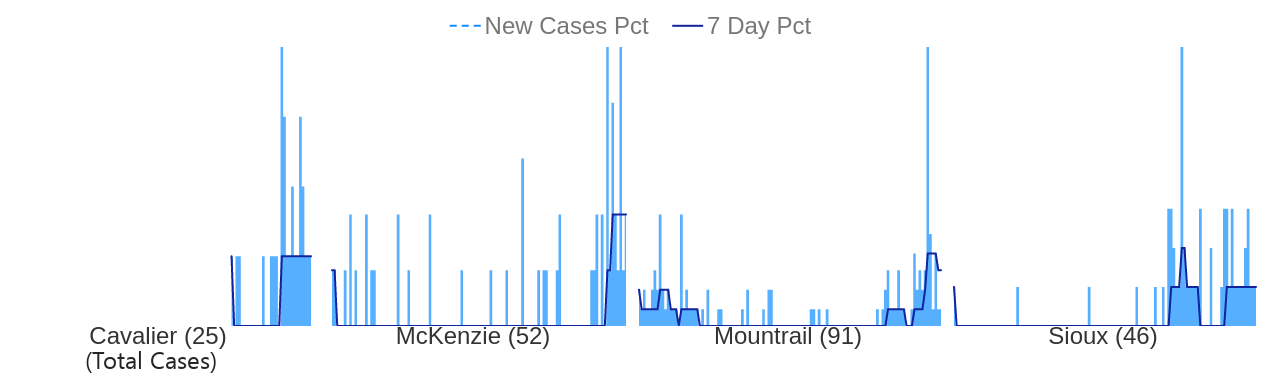 New Cases Pct 7 Day Pct
Cavalier (25) McKenzie (52) Mountrail (91) Sioux (46)
(Total Cases)